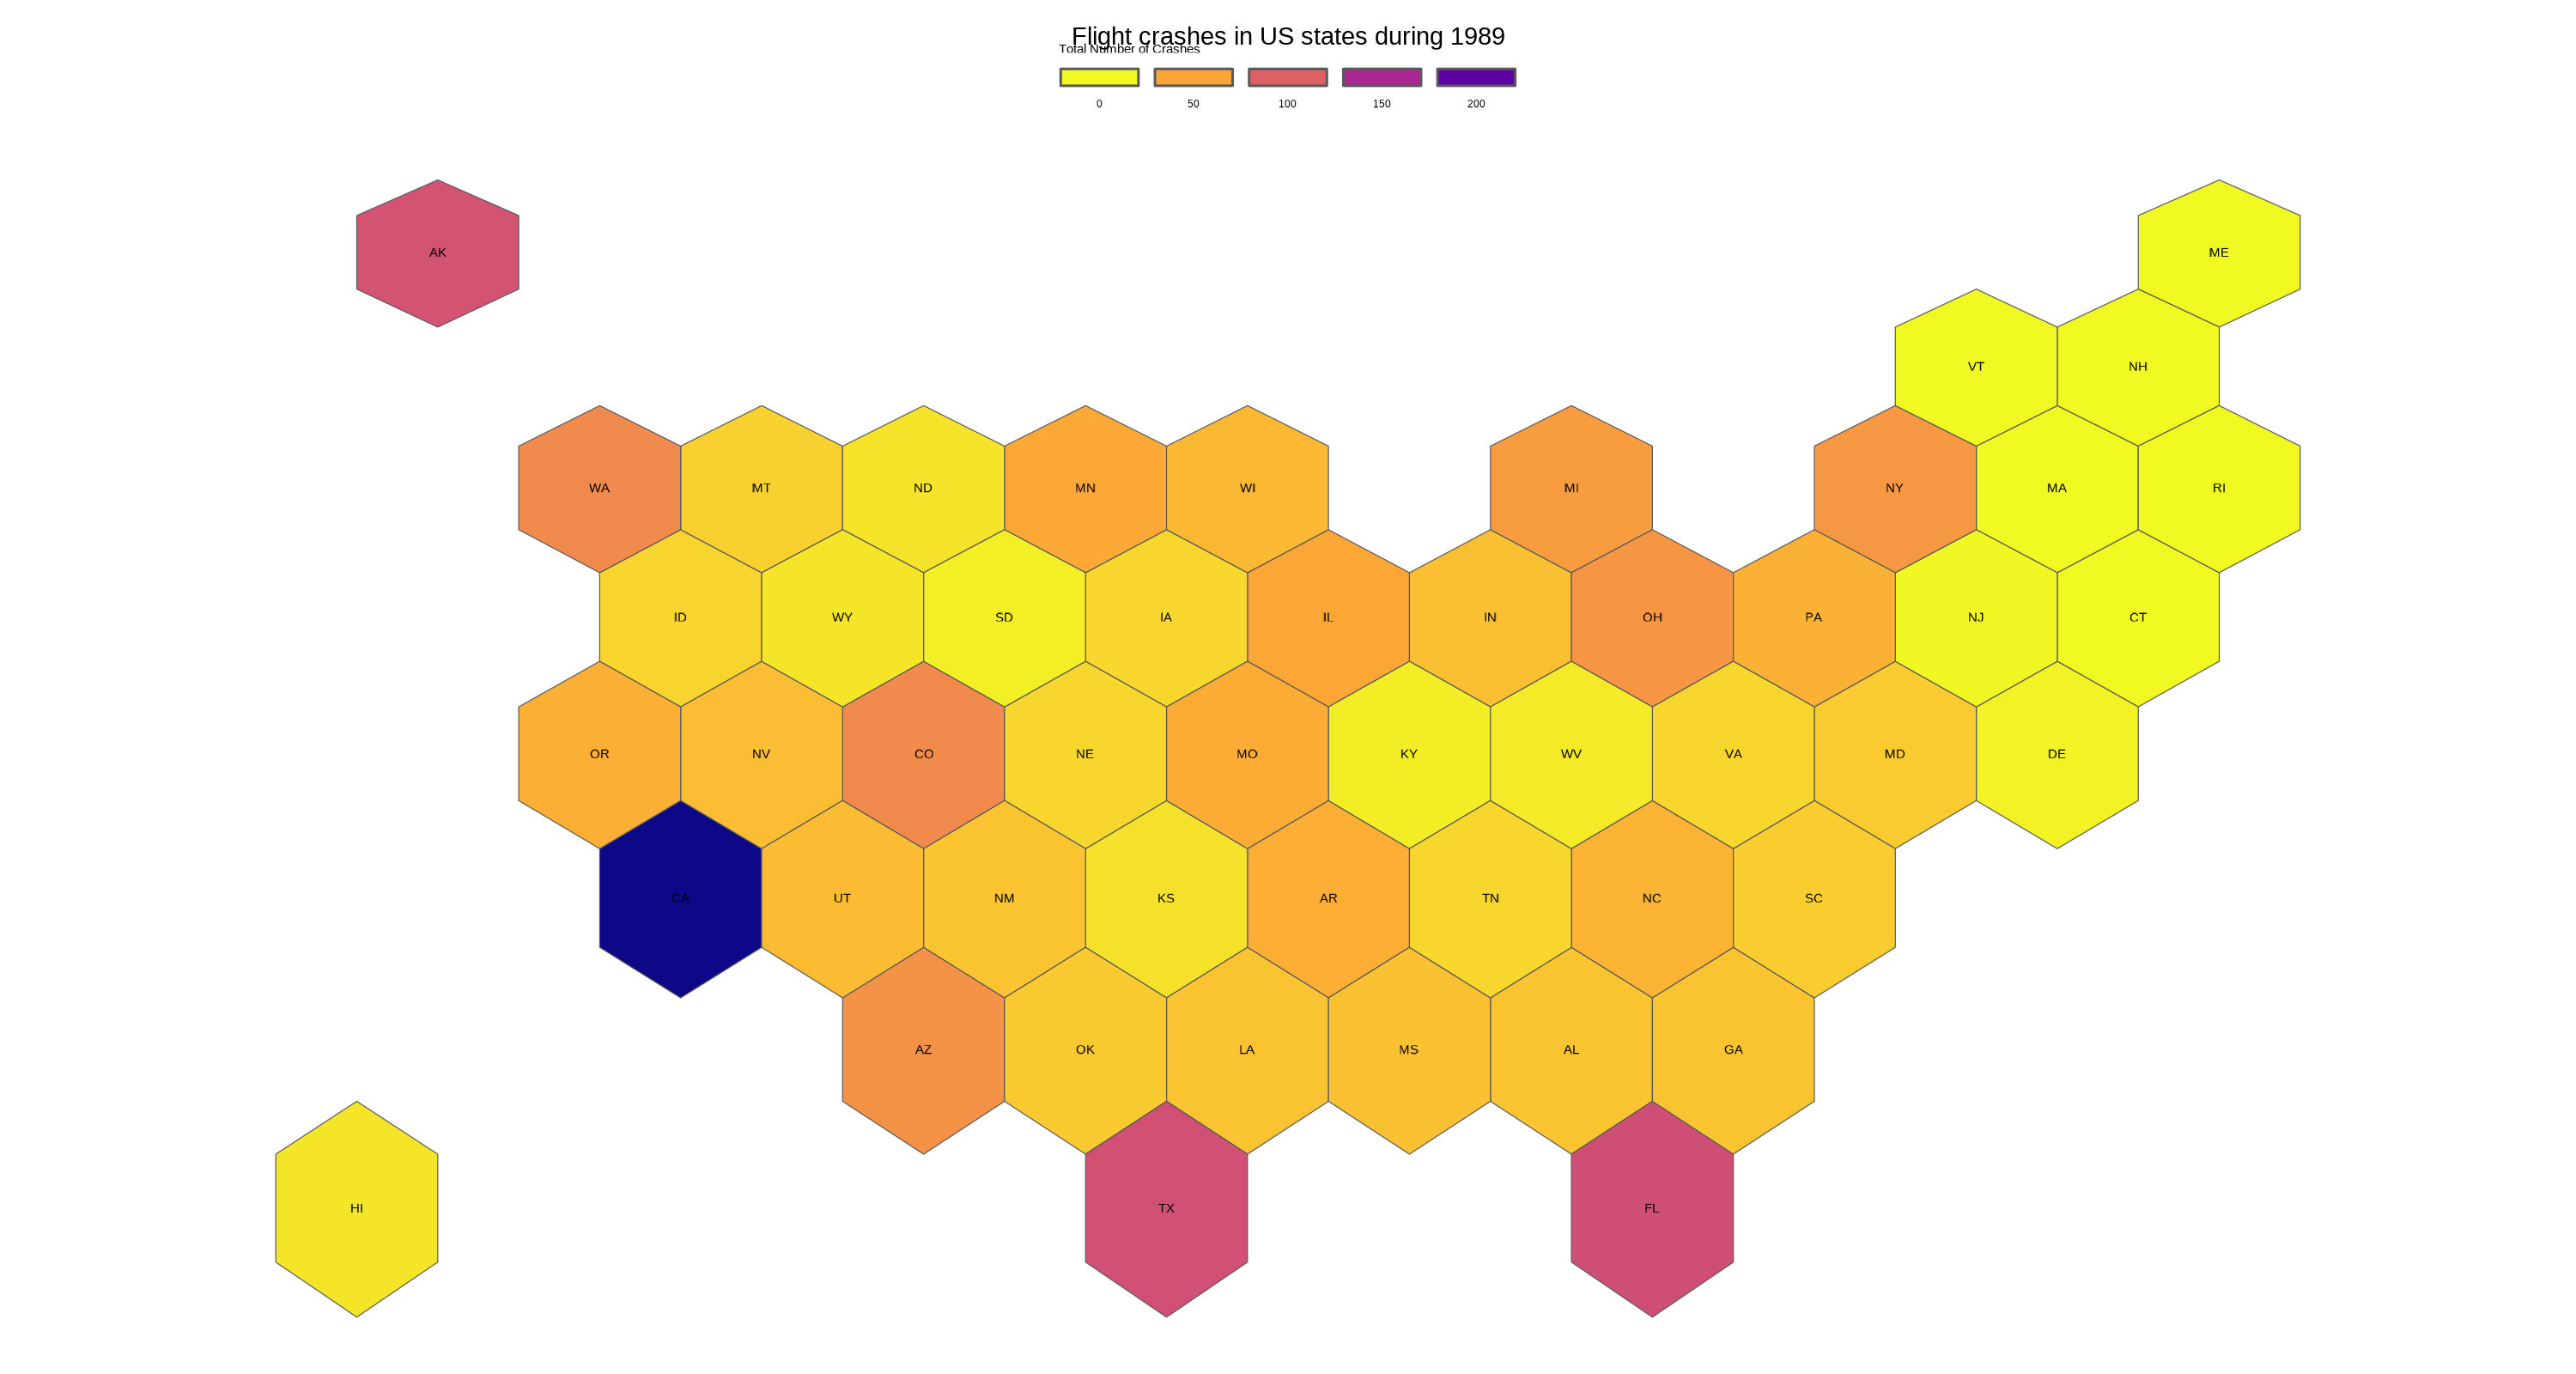 Flight crashes in US states during 1989
Total Number of Crashes
0 50 100 150 200
AK ME
VT NH
WA MT ND MN WI MI NY MA RI
ID WY SD IA IL IN OH PA NJ CT
OR NV CO NE MO KY WV VA MD DE
CA UT NM KS AR TN NC SC
AZ OK LA MS AL GA
HI TX FL